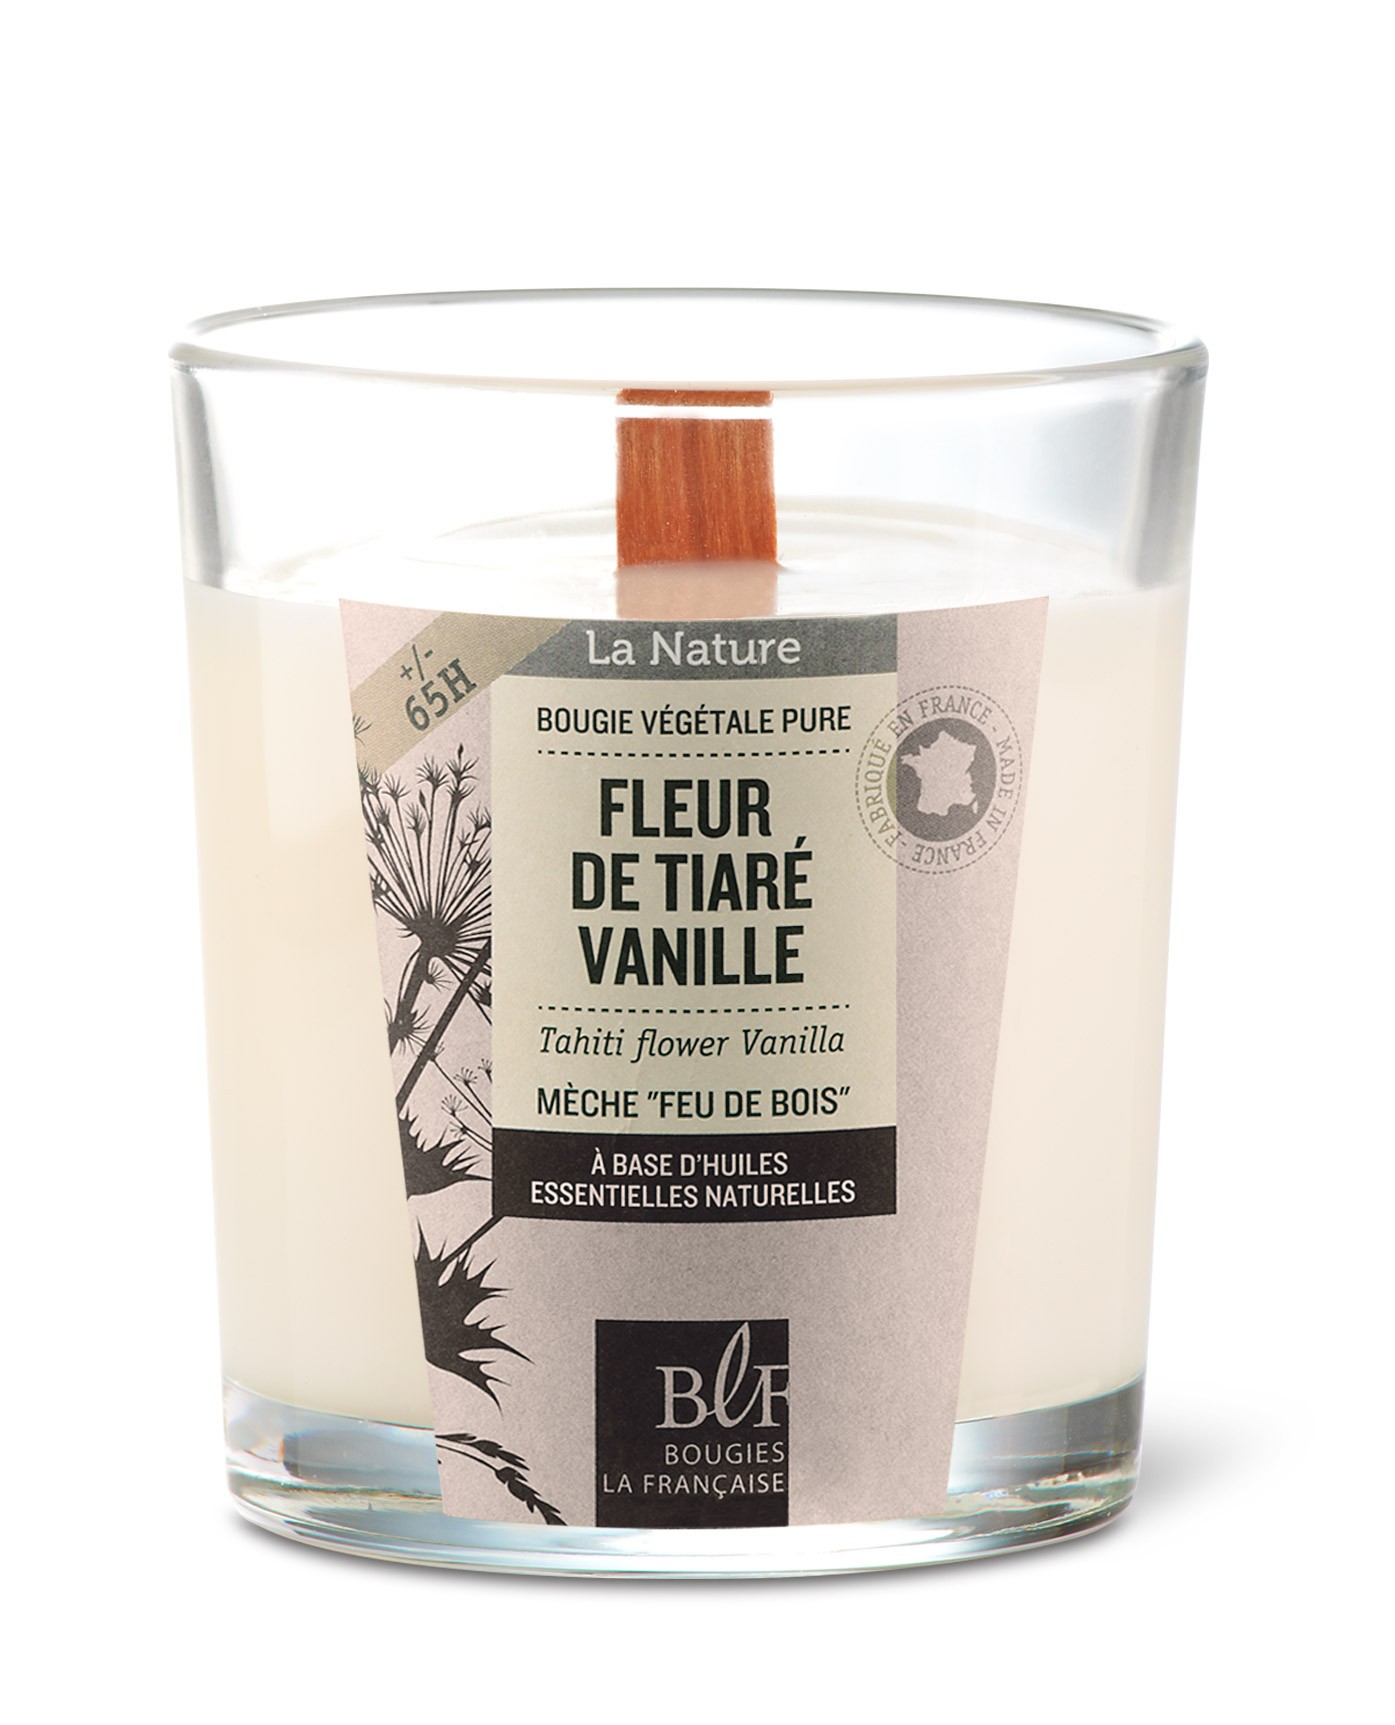 +/-
65H
La Nature
BOUGIE VÉGÉTALE PURE
FABRIQUÉ EN FRANCE - MADE IN FRANCE -
FLEUR
DE TIARÉ
VANILLE
Tahiti flower Vanilla
MÈCHE "FEU DE BOIS"
À BASE D'HUILES
ESSENTIELLES NATURELLES
BlF
BOUGIES
LA FRANÇAISE